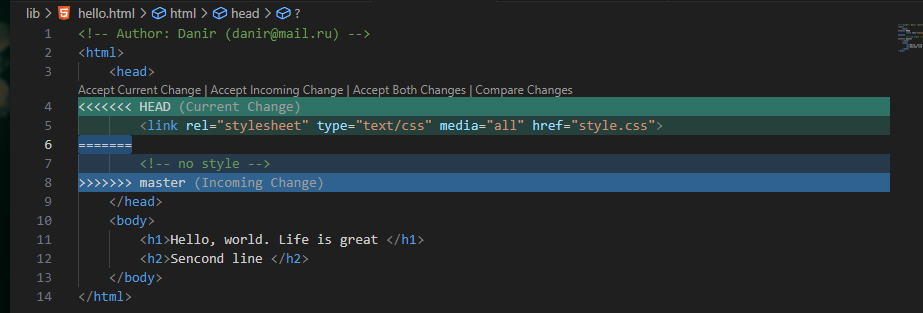 lib > hello.html > html > head > ?
1 <!-- Author: Danir (danir@mail.ru) -->
2 <html>
3     <head>
Accept Current Change | Accept Incoming Change | Accept Both Changes | Compare Changes
4 <<<<<<< HEAD (Current Change)
5         <link rel="stylesheet" type="text/css" media="all" href="style.css">
6 =======
7         <!-- no style -->
8 >>>>>>> master (Incoming Change)
9     </head>
10     <body>
11         <h1>Hello, world. Life is great </h1>
12         <h2>Sencond line </h2>
13     </body>
14 </html>